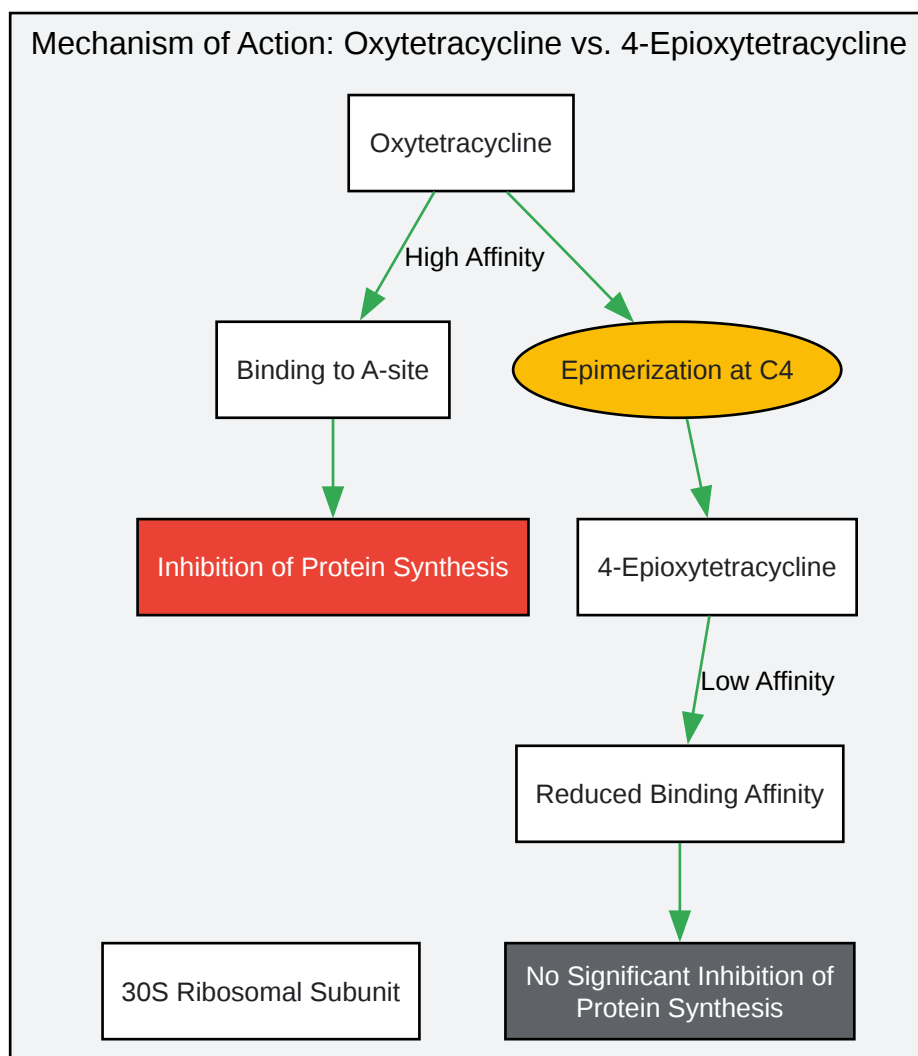 Mechanism of Action: Oxytetracycline vs. 4-Epioxytetracycline
Oxytetracycline
High Affinity
Binding to A-site
Epimerization at C4
Inhibition of Protein Synthesis
4-Epioxytetracycline
Low Affinity
Reduced Binding Affinity
30S Ribosomal Subunit
No Significant Inhibition of
Protein Synthesis